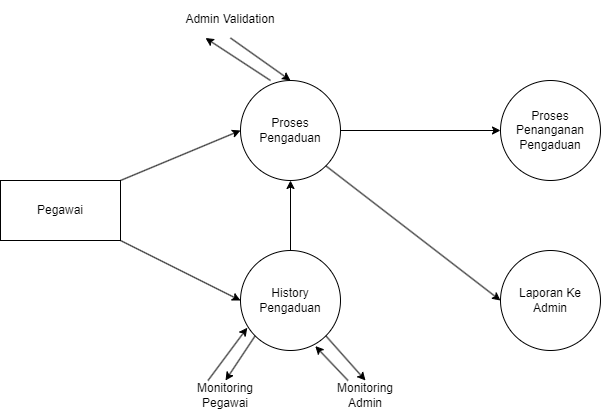 Admin Validation
Proses
Pengaduan
Proses
Penanganan
Pengaduan
Pegawai
History
Pengaduan
Laporan Ke
Admin
Monitoring
Pegawai
Monitoring
Admin